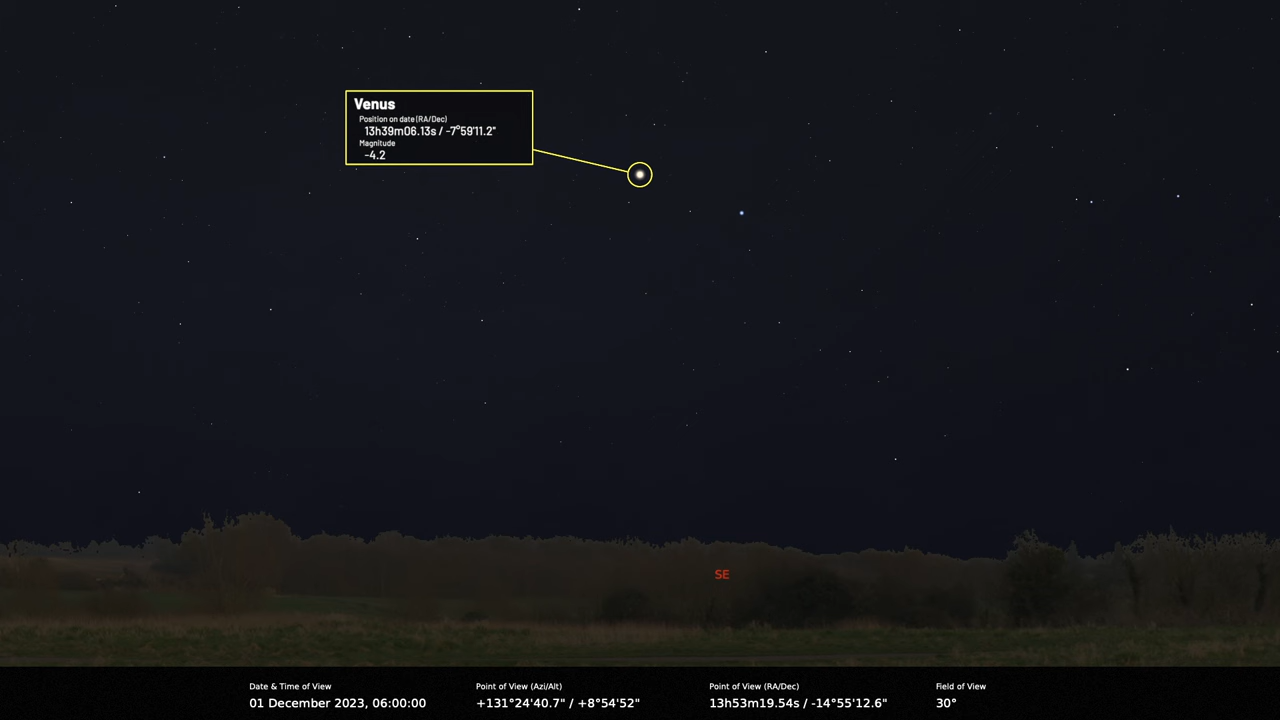 Venus
Position on date (RA/Dec)
13h39m06.13s / -7°59'11.2"
Magnitude
-4.2
SE
Date & Time of View
01 December 2023, 06:00:00
Point of View (Azi/Alt)
+131°24'40.7" / +8°54'52"
Point of View (RA/Dec)
13h53m19.54s / -14°55'12.6"
Field of View
30°